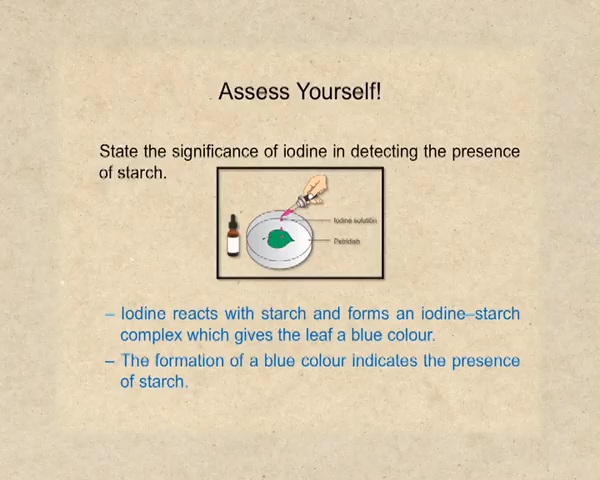 Assess Yourself!
State the significance of iodine in detecting the presence
of starch.
Iodine solution
Petridish
– Iodine reacts with starch and forms an iodine–starch
complex which gives the leaf a blue colour.
– The formation of a blue colour indicates the presence
of starch.